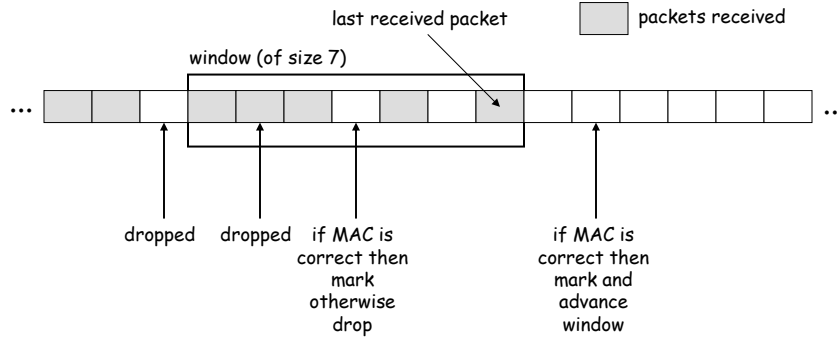 last received packet
packets received
window (of size 7)
...
..
dropped
dropped
if MAC is
correct then
mark
otherwise
drop
if MAC is
correct then
mark and
advance
window